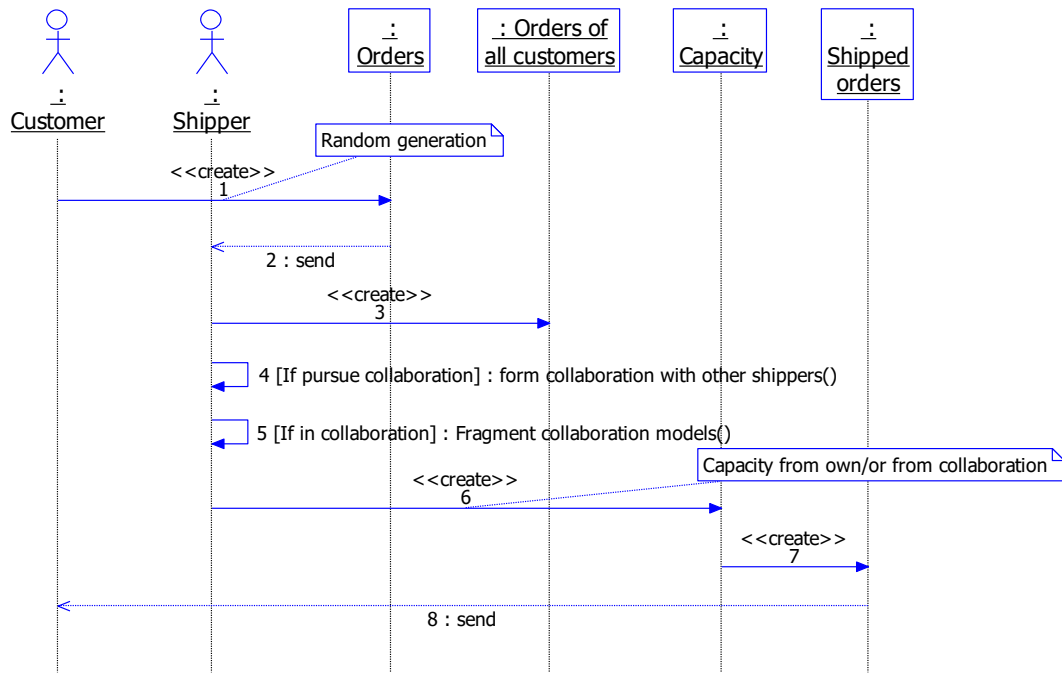 :
Orders
: Orders of
all customers
:
Capacity
:
Shipped
orders
:
Customer
:
Shipper
Random generation
<<create>>
1
2 : send
<<create>>
3
4 [If pursue collaboration] : form collaboration with other shippers()
5 [If in collaboration] : Fragment collaboration models()
Capacity from own/or from collaboration
<<create>>
6
<<create>>
7
8 : send